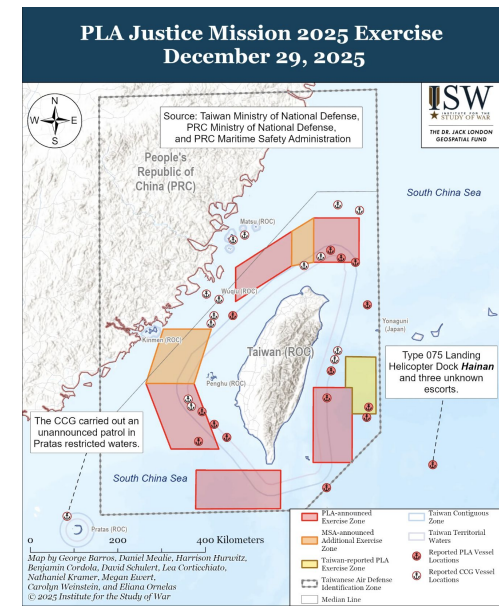 PLA Justice Mission 2025 Exercise
December 29, 2025
N
W E
S
Source: Taiwan Ministry of National Defense,
PRC Ministry of National Defense,
and PRC Maritime Safety Administration
ISW
INSTITUTE FOR THE
STUDY OF WAR
THE DR. JACK LONDON
GEOSPATIAL FUND
People's
Republic of
China (PRC)
South China Sea
Matsu (ROC)
Wuqiu (ROC)
Kinmen (ROC)
Yonaguni
(Japan)
Taiwan (ROC)
Penghu (ROC)
Type 075 Landing
Helicopter Dock Hainan
and three unknown
escorts.
The CCG carried out an
unannounced patrol in
Pratas restricted waters.
South China Sea
Pratas (ROC)
0 200 400 Kilometers
Map by George Barros, Daniel Mealie, Harrison Hurwitz,
Benjamin Cordola, David Schulert, Lea Corticchiato,
Nathaniel Kramer, Megan Ewert,
Carolyn Weinstein, and Eliana Ornelas
© 2025 Institute for the Study of War
PLA-announced
Exercise Zone
MSA-announced
Additional Exercise
Zone
Taiwan-reported PLA
Exercise Zone
Taiwanese Air Defense
Identification Zone
Median Line
Taiwan Contiguous
Zone
Taiwan Territorial
Waters
Reported PLA Vessel
Locations
Reported CCG Vessel
Locations